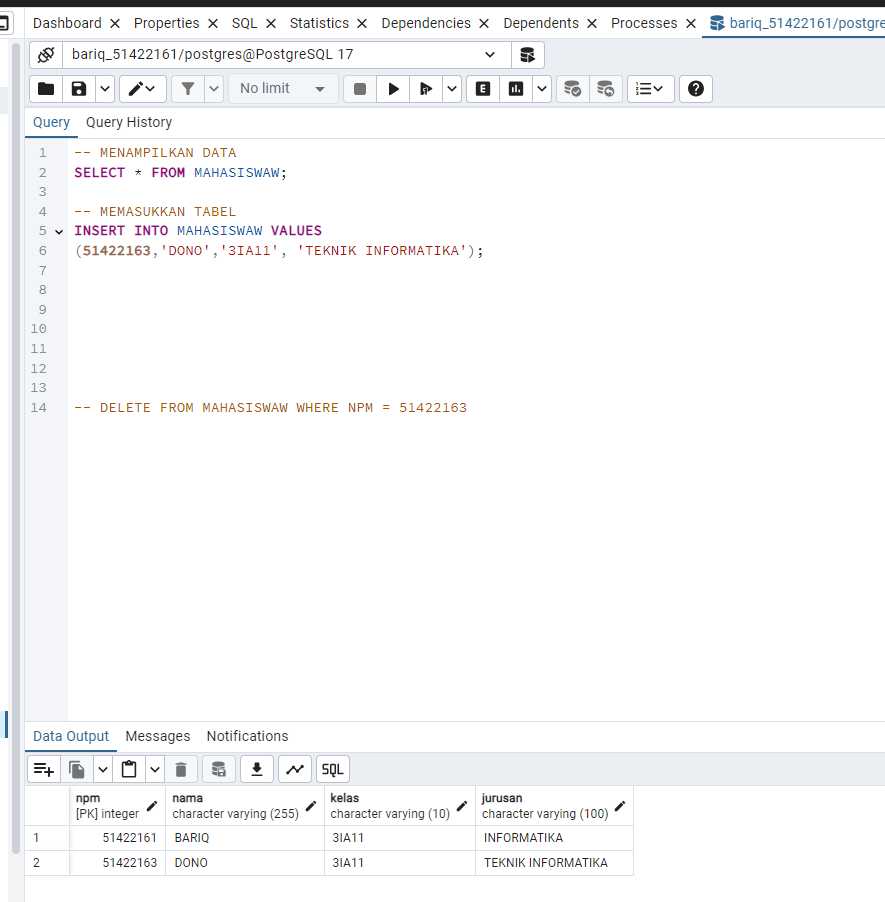 Dashboard Properties SQL Statistics Dependencies Dependents Processes bariq_51422161/postgre
bariq_51422161/postgres@PostgreSQL 17
No limit
E
Query Query History
1 -- MENAMPILKAN DATA
2 SELECT * FROM MAHASISWAW;
3
4 -- MEMASUKKAN TABEL
5 INSERT INTO MAHASISWAW VALUES
6 (51422163,'DONO','3IA11', 'TEKNIK INFORMATIKA');
7
8
9
10
11
12
13
14 -- DELETE FROM MAHASISWAW WHERE NPM = 51422163
Data Output Messages Notifications
SQL
npm nama kelas jurusan
[PK] integer character varying (255) character varying (10) character varying (100)
1 51422161 BARIQ 3IA11 INFORMATIKA
2 51422163 DONO 3IA11 TEKNIK INFORMATIKA